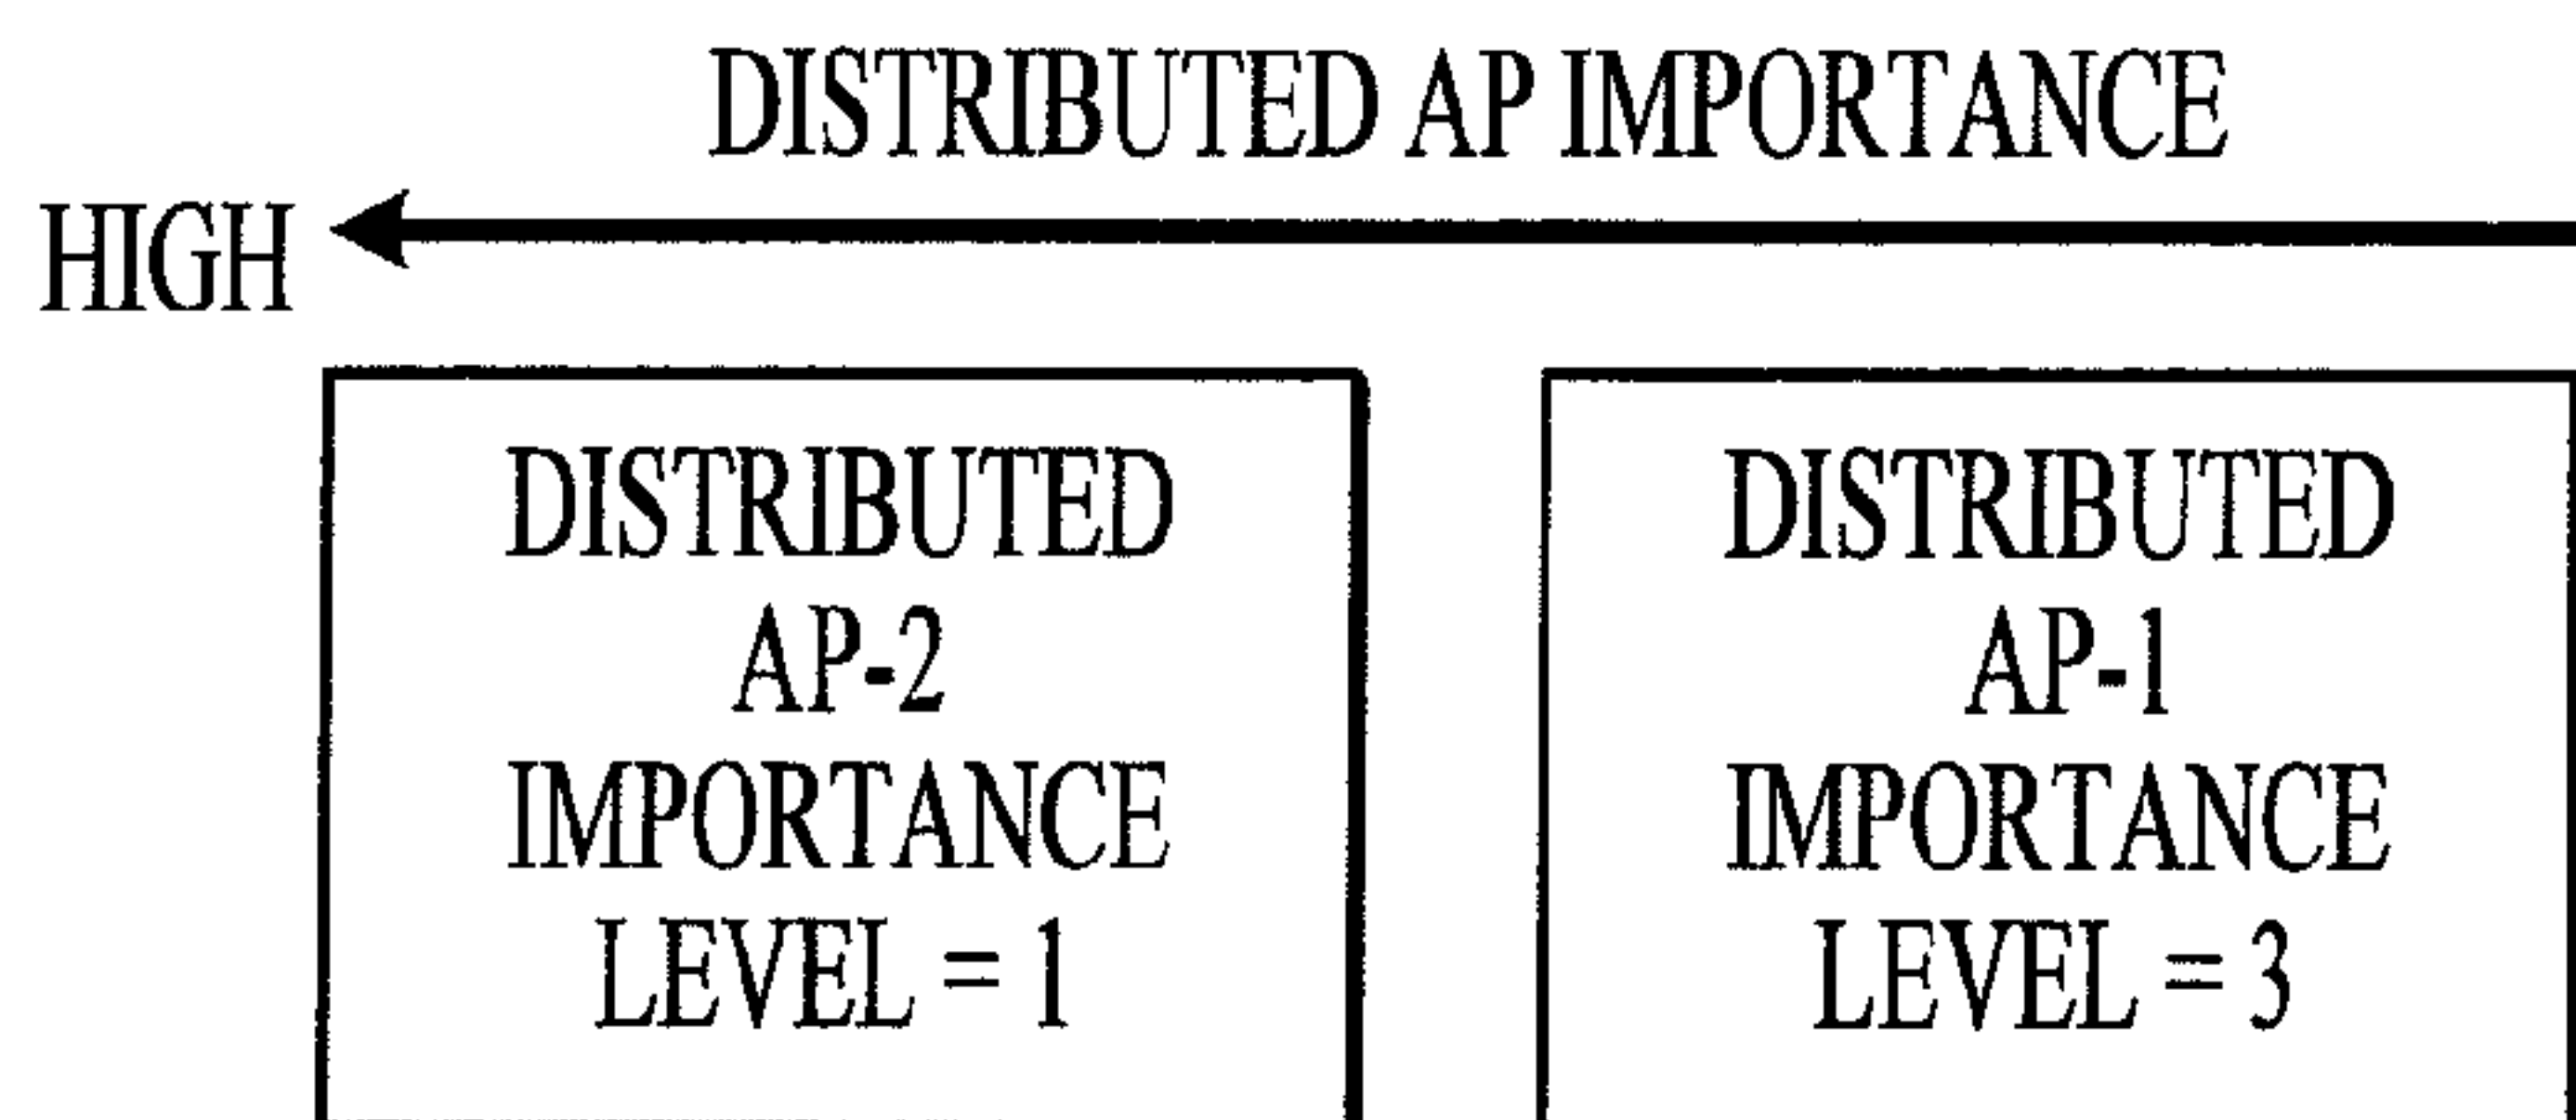 DISTRIBUTED AP IMPORTANCE
HIGH
DISTRIBUTED
AP-2
IMPORTANCE
LEVEL = 1
DISTRIBUTED
AP-1
IMPORTANCE
LEVEL = 3